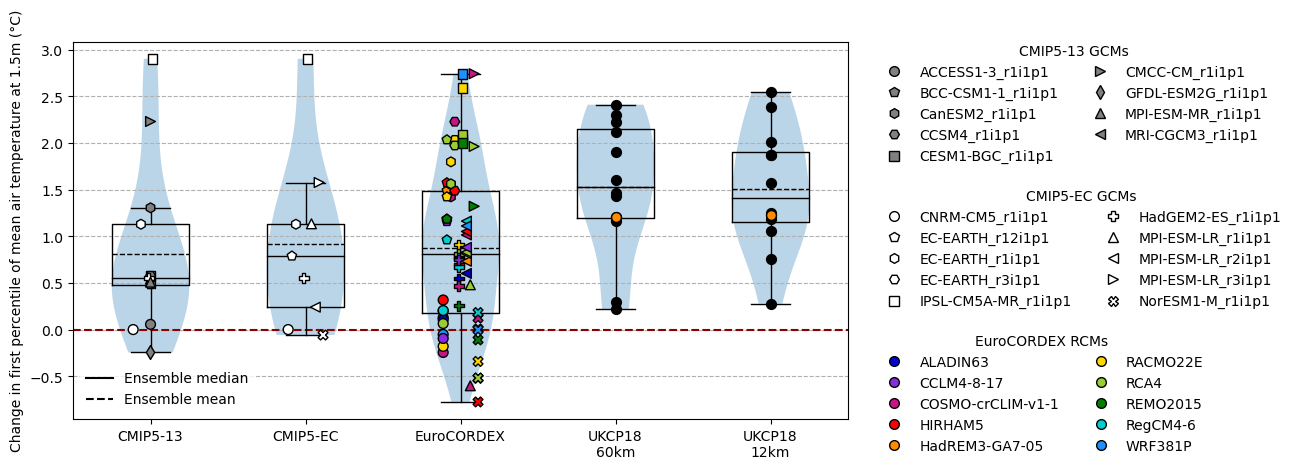 Change in first percentile of mean air temperature at 1.5m (°C)
3.0
2.5
2.0
1.5
1.0
0.5
0.0
−0.5
Ensemble median
Ensemble mean
CMIP5-13
CMIP5-EC
EuroCORDEX
UKCP18
60km
UKCP18
12km
CMIP5-13 GCMs
ACCESS1-3_r1i1p1
BCC-CSM1-1_r1i1p1
CanESM2_r1i1p1
CCSM4_r1i1p1
CESM1-BGC_r1i1p1
CMCC-CM_r1i1p1
GFDL-ESM2G_r1i1p1
MPI-ESM-MR_r1i1p1
MRI-CGCM3_r1i1p1
CMIP5-EC GCMs
CNRM-CM5_r1i1p1
EC-EARTH_r12i1p1
EC-EARTH_r1i1p1
EC-EARTH_r3i1p1
IPSL-CM5A-MR_r1i1p1
HadGEM2-ES_r1i1p1
MPI-ESM-LR_r1i1p1
MPI-ESM-LR_r2i1p1
MPI-ESM-LR_r3i1p1
NorESM1-M_r1i1p1
EuroCORDEX RCMs
ALADIN63
CCLM4-8-17
COSMO-crCLIM-v1-1
HIRHAM5
HadREM3-GA7-05
RACMO22E
RCA4
REMO2015
RegCM4-6
WRF381P